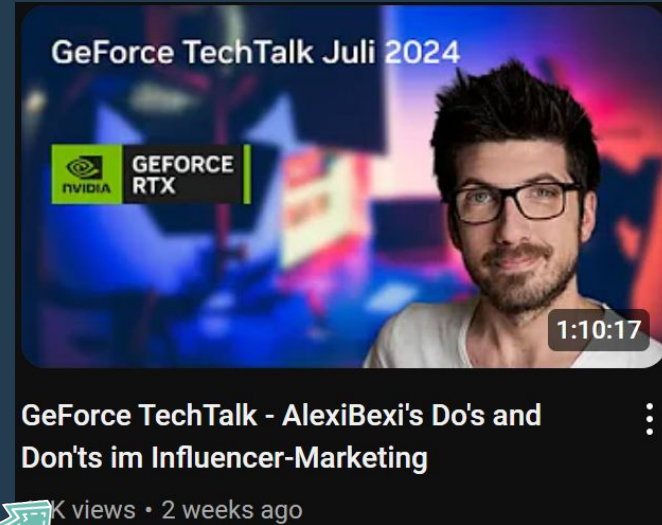 GeForce TechTalk Juli 2024
NVIDIA
GEFORCE
RTX
1:10:17
GeForce TechTalk - AlexiBexi's Do's and
Don'ts im Influencer-Marketing
K views • 2 weeks ago